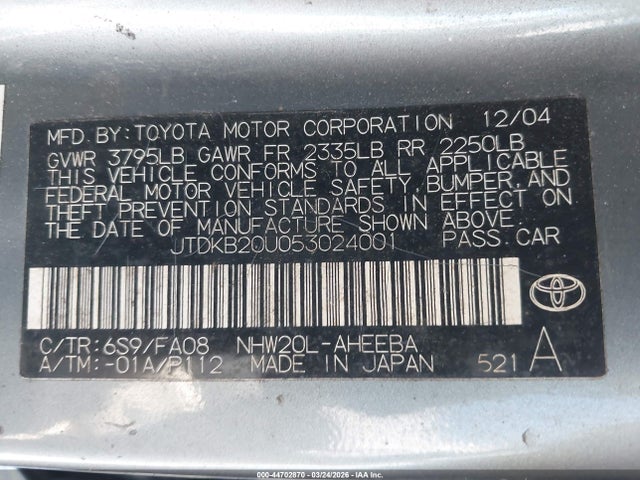 MFD.BY:TOYOTA MOTOR CORPORATION 12/04
GVWR 3795LB GAWR FR 2335LB RR 2250LB
THIS VEHICLE CONFORMS TO ALL APPLICABLE
FEDERAL MOTOR VEHICLE SAFETY, BUMPER, AND
THEFT PREVENTION STANDARDS IN EFFECT ON
THE DATE OF MANUFACTURE SHOWN ABOVE.
JTDKB20U053024001 PASS.CAR
C/TR:6S9/FA08 NHW20L-AHEEBA
A/TM:-01A/P112 MADE IN JAPAN 521 A
000-44702870 - 03/24/2026 - IAA Inc.